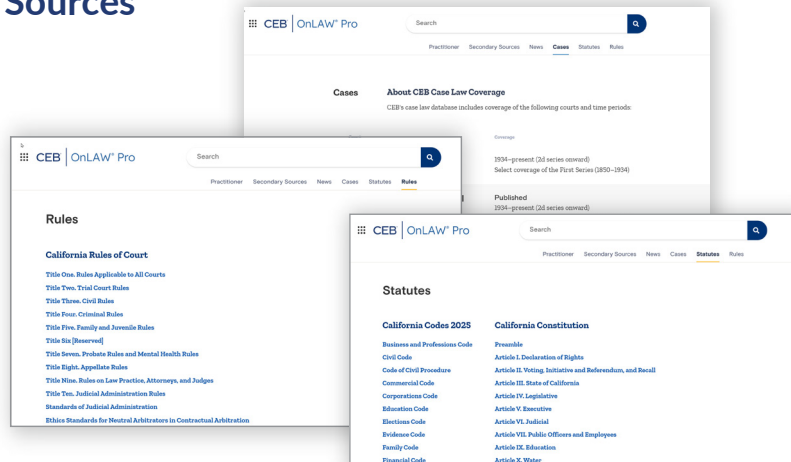 Sources
CEB OnLAW® Pro
Search
Practitioner Secondary Sources News Cases Statutes Rules
Cases
About CEB Case Law Coverage
CEB's case law database includes coverage of the following courts and time periods:
Coverage
1934–present (2d series onward)
Select coverage of the First Series (1850–1934)
Published
1934–present (2d series onward)
CEB OnLAW® Pro
Search
Practitioner Secondary Sources News Cases Statutes Rules
Rules
California Rules of Court
Title One. Rules Applicable to All Courts
Title Two. Trial Court Rules
Title Three. Civil Rules
Title Four. Criminal Rules
Title Five. Family and Juvenile Rules
Title Six [Reserved]
Title Seven. Probate Rules and Mental Health Rules
Title Eight. Appellate Rules
Title Nine. Rules on Law Practice, Attorneys, and Judges
Title Ten. Judicial Administration Rules
Standards of Judicial Administration
Ethics Standards for Neutral Arbitrators in Contractual Arbitration
CEB OnLAW® Pro
Search
Practitioner Secondary Sources News Cases Statutes Rules
Statutes
California Codes 2025
Business and Professions Code
Civil Code
Code of Civil Procedure
Commercial Code
Corporations Code
Education Code
Elections Code
Evidence Code
Family Code
Financial Code
California Constitution
Preamble
Article I. Declaration of Rights
Article II. Voting, Initiative and Referendum, and Recall
Article III. State of California
Article IV. Legislative
Article V. Executive
Article VI. Judicial
Article VII. Public Officers and Employees
Article IX. Education
Article X. Water